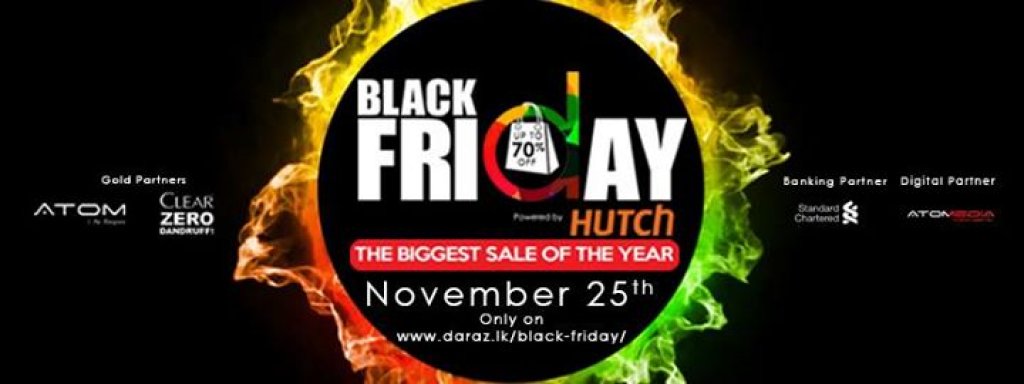 BLACK
FRIDAY
UP TO
70%
OFF
Powered by
HUTCH
THE BIGGEST SALE OF THE YEAR
November 25th
Only on
www.daraz.lk/black-friday/
Gold Partners
ATOM
CLEAR
ZERO
DANDRUFF!
Banking Partner
Standard
Chartered
Digital Partner
ATOMEDIA